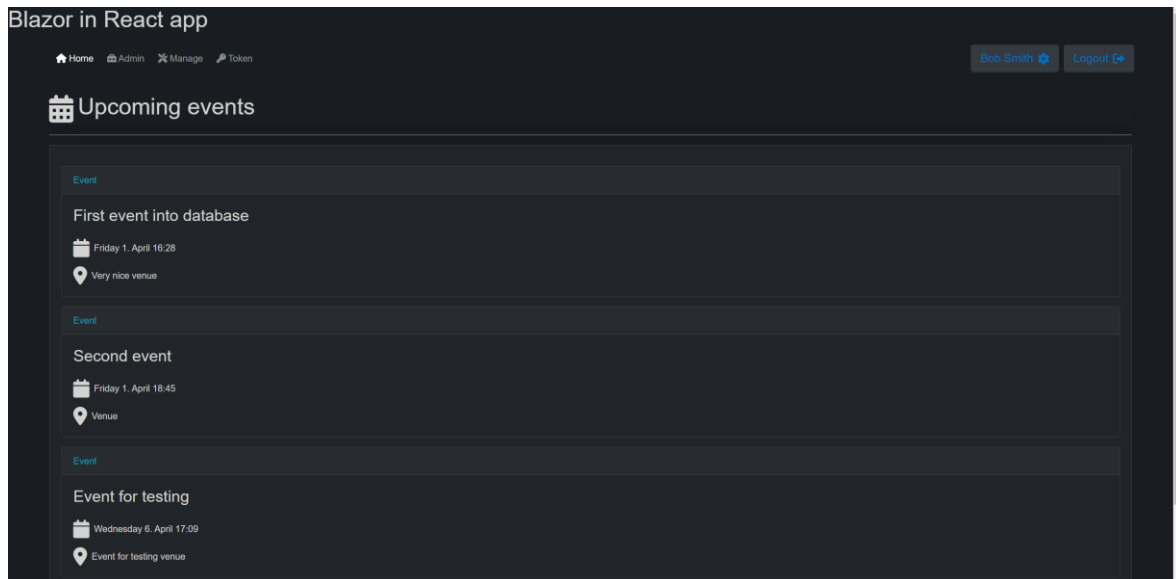 Blazor in React app
Home Admin Manage Token Bob Smith Logout
Upcoming events
Event
First event into database
Friday 1. April 16:28
Very nice venue
Event
Second event
Friday 1. April 18:45
Venue
Event
Event for testing
Wednesday 6. April 17:09
Event for testing venue